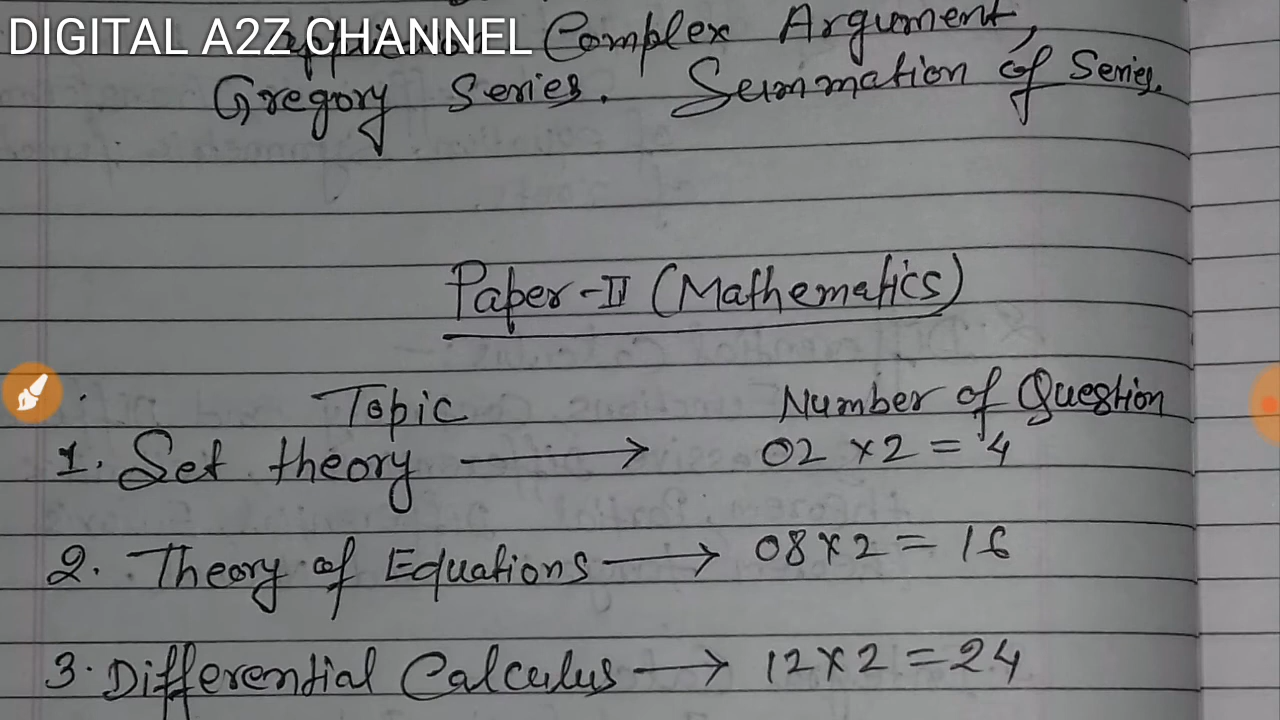 DIGITAL A2Z CHANNEL
Complex Argument,
Gregory Series. Summation of Series.
Paper-II (Mathematics)
Topic Number of Question
1. Set theory → 02 × 2 = 4
2. Theory of Equations → 08 × 2 = 16
3. Differential Calculus → 12 × 2 = 24